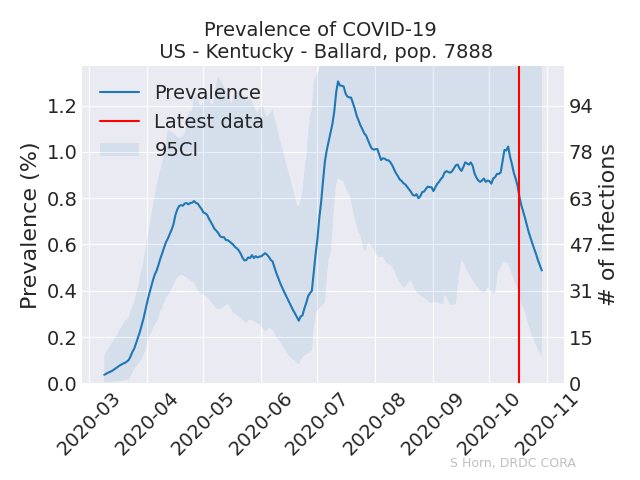 Prevalence of COVID-19
US - Kentucky - Ballard, pop. 7888
Prevalence
Latest data
95CI
Prevalence (%)
1.2
1.0
0.8
0.6
0.4
0.2
0.0
94
78
63
47
31
15
0
# of infections
2020-03
2020-04
2020-05
2020-06
2020-07
2020-08
2020-09
2020-10
2020-11
S Horn, DRDC CORA